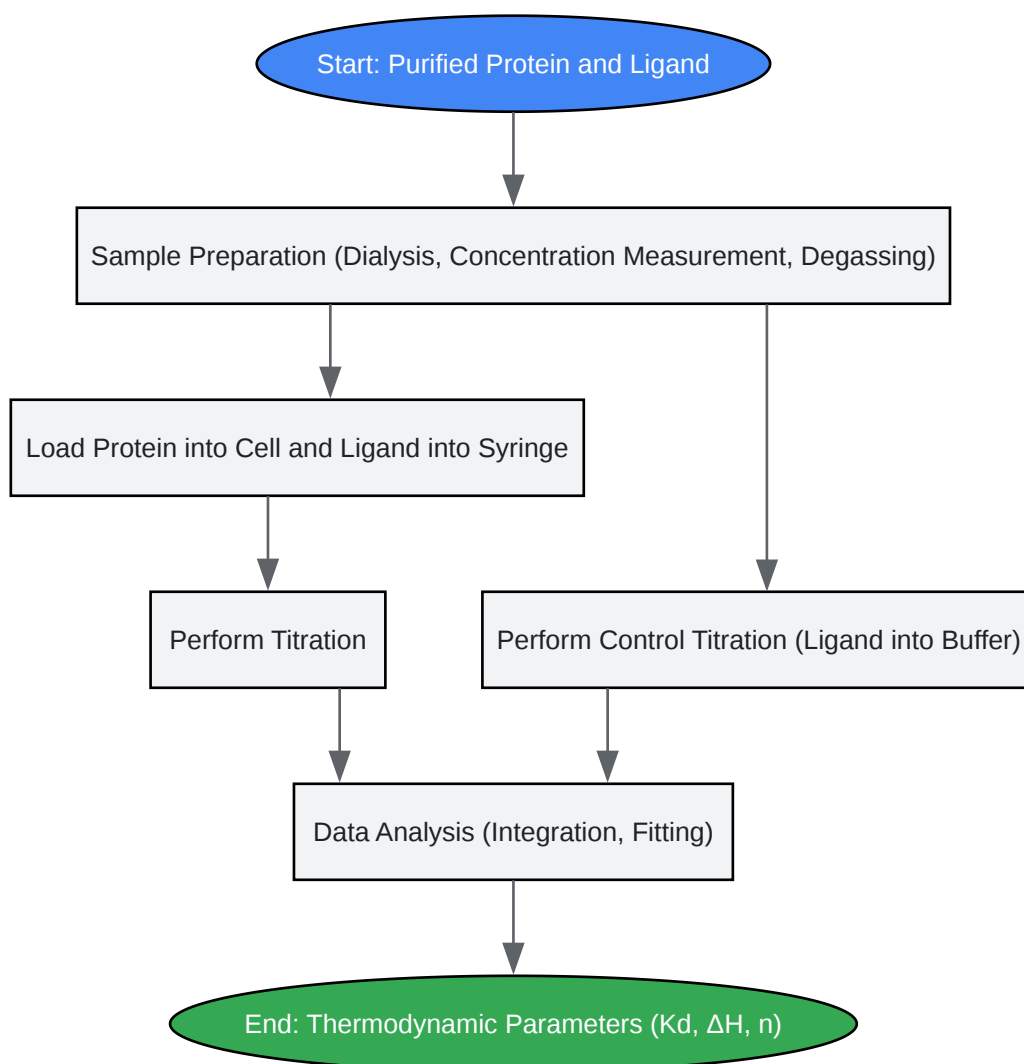 Start: Purified Protein and Ligand
Sample Preparation (Dialysis, Concentration Measurement, Degassing)
Load Protein into Cell and Ligand into Syringe
Perform Titration
Perform Control Titration (Ligand into Buffer)
Data Analysis (Integration, Fitting)
End: Thermodynamic Parameters (Kd, ΔH, n)